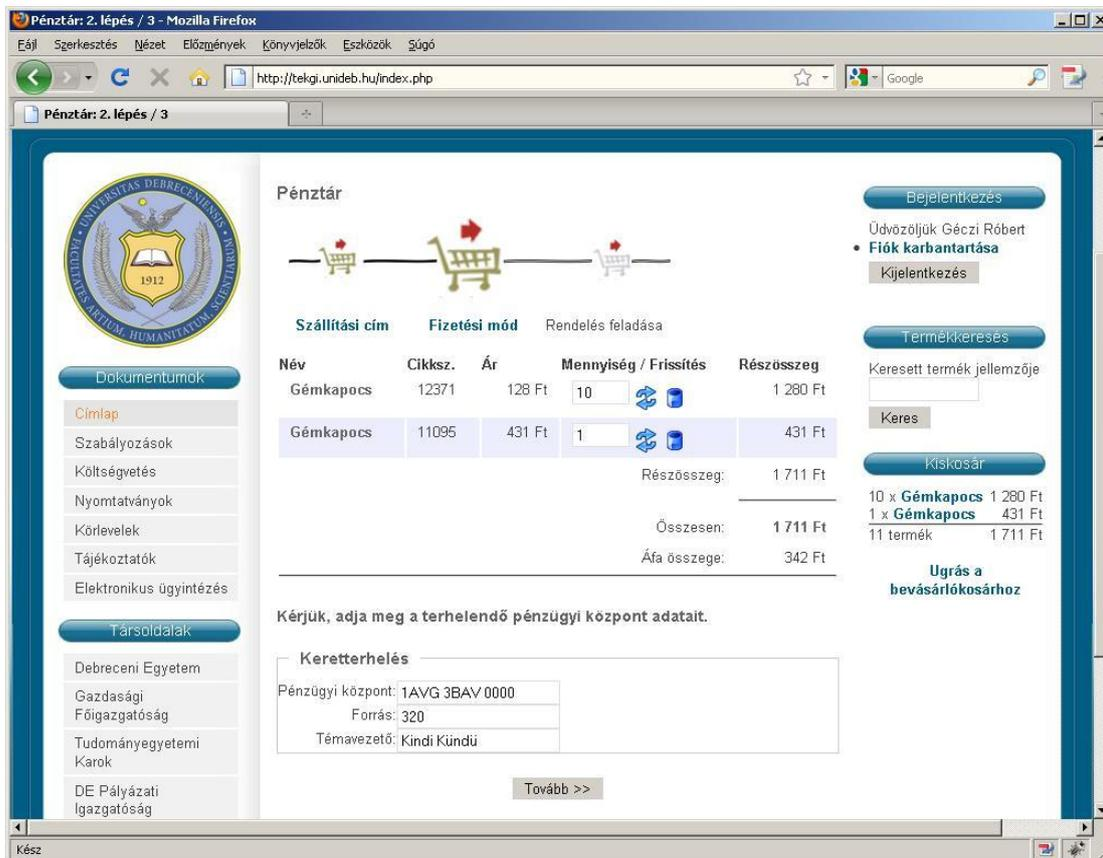 Pénztár: 2. lépés / 3 - Mozilla Firefox
Fájl Szerkesztés Nézet Előzmények Könyvjelzők Eszközök Súgó
http://tekgi.unideb.hu/index.php
Google
Pénztár: 2. lépés / 3
UNIVERSITAS DEBRECENIENSIS
FACULTATES ARTIUM, HUMANITATUM, SCIENTIARUM
1912
Dokumentumok
Címlap
Szabályozások
Költségvetés
Nyomtatványok
Körlevelek
Tájékoztatók
Elektronikus ügyintézés
Társoldalak
Debreceni Egyetem
Gazdasági
Főigazgatóság
Tudományegyetemi
Karok
DE Pályázati
Igazgatóság
Pénztár
Szállítási cím Fizetési mód Rendelés feladása
Név Cikksz. Ár Mennyiség / Frissítés Részösszeg
Gémkapocs 12371 128 Ft 10 1 280 Ft
Gémkapocs 11095 431 Ft 1 431 Ft
Részösszeg: 1 711 Ft
Összesen: 1 711 Ft
Áfa összege: 342 Ft
Kérjük, adja meg a terhelendő pénzügyi központ adatait.
Keretterhelés
Pénzügyi központ: 1AVG 3BAV 0000
Forrás: 320
Témavezető: Kindi Kündü
Tovább >>
Bejelentkezés
Üdvözöljük Géczi Róbert
Fiók karbantartása
Kijelentkezés
Termékkeresés
Keresett termék jellemzője
Keres
Kiskosár
10 x Gémkapocs 1 280 Ft
1 x Gémkapocs 431 Ft
11 termék 1 711 Ft
Ugrás a
bevásárlókosárhoz
Kész